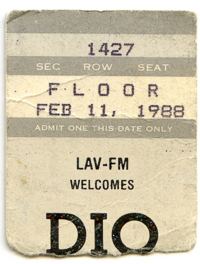 1427
SEC ROW SEAT
FLOOR
FEB 11, 1988
ADMIT ONE THIS DATE ONLY
LAV-FM
WELCOMES
DIO